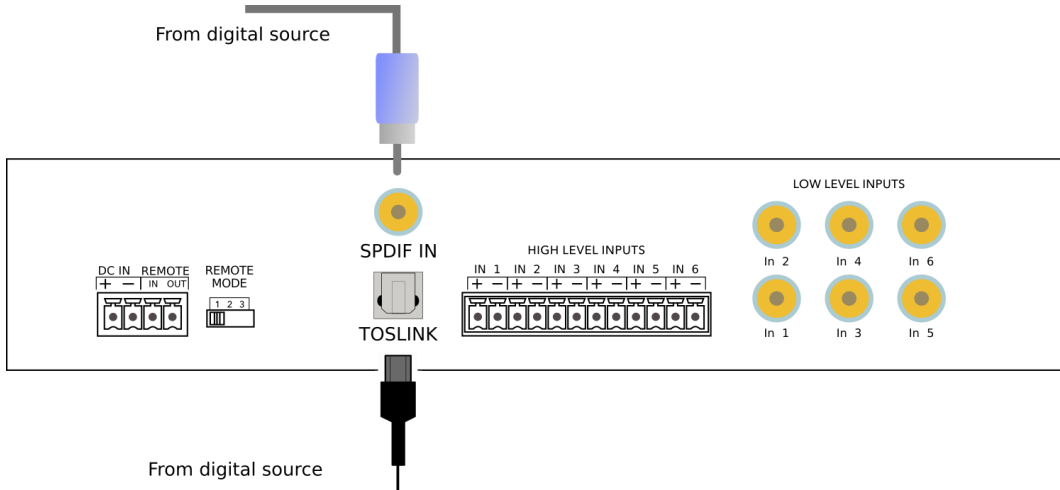 From digital source
LOW LEVEL INPUTS
SPDIF IN
HIGH LEVEL INPUTS
In 2 In 4 In 6
DC IN REMOTE
+ − IN OUT
REMOTE
MODE
1 2 3
IN 1 IN 2 IN 3 IN 4 IN 5 IN 6
+ − + − + − + − + − + −
TOSLINK
In 1 In 3 In 5
From digital source